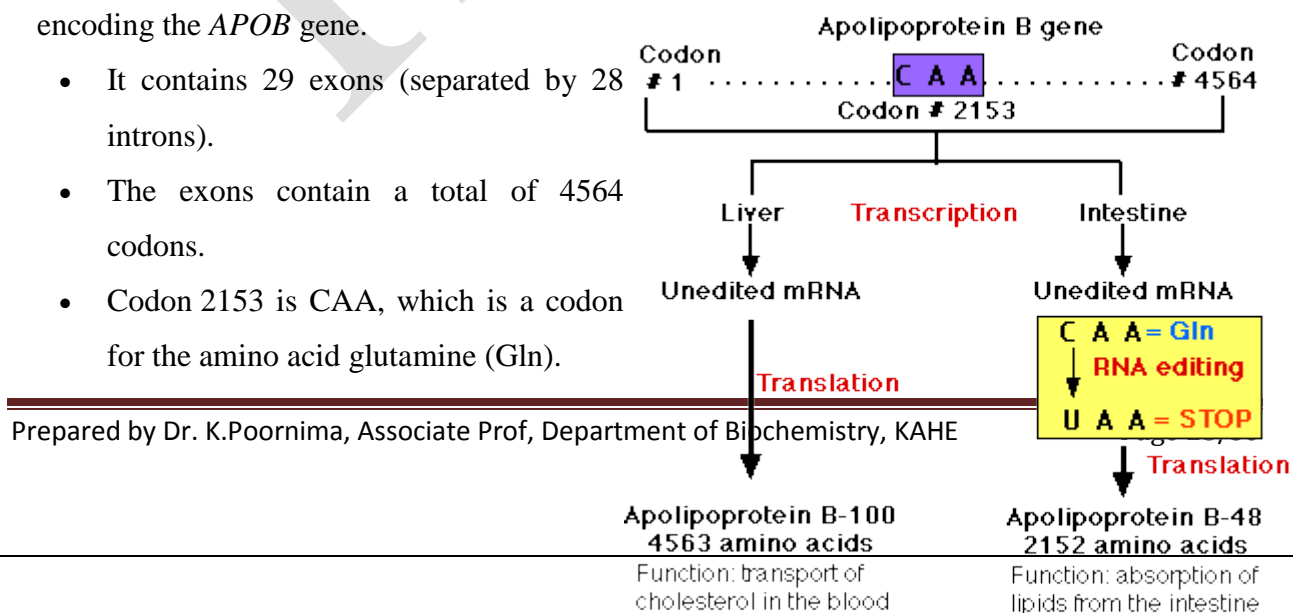 encoding the APOB gene.
• It contains 29 exons (separated by 28
introns).
• The exons contain a total of 4564
codons.
• Codon 2153 is CAA, which is a codon
for the amino acid glutamine (Gln).
Apolipoprotein B gene
Codon
# 1 . . . . . . . . . . . . C A A . . . . . . . . . . . . Codon
# 4564
Codon # 2153
Liver Transcription Intestine
Unedited mRNA Unedited mRNA
C A A = Gln
RNA editing
U A A = STOP
Translation
Translation
Apolipoprotein B-100
4563 amino acids
Function: transport of
cholesterol in the blood
Apolipoprotein B-48
2152 amino acids
Function: absorption of
lipids from the intestine
Prepared by Dr. K.Poornima, Associate Prof, Department of Biochemistry, KAHE